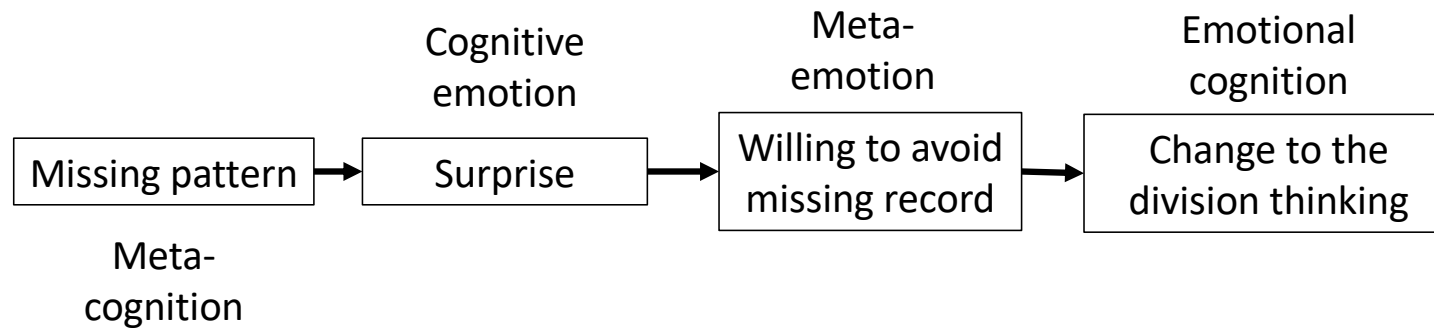 Cognitive
emotion
Meta-
emotion
Emotional
cognition
Missing pattern
Surprise
Willing to avoid
missing record
Change to the
division thinking
Meta-
cognition